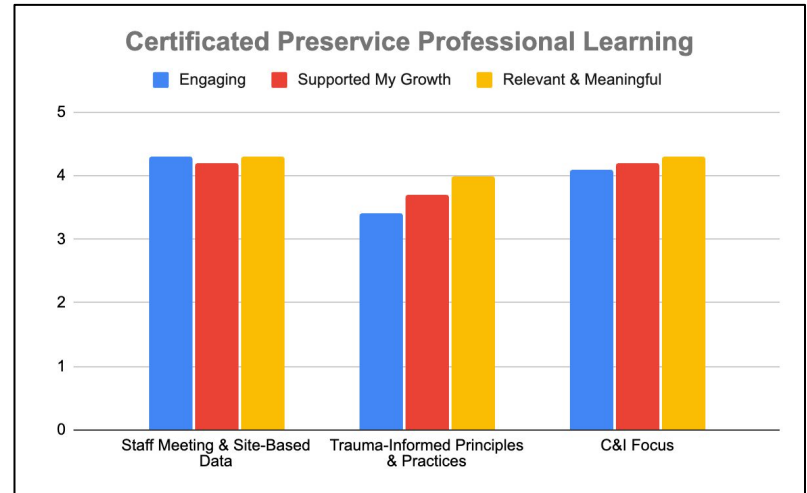 Certificated Preservice Professional Learning
Engaging
Supported My Growth
Relevant & Meaningful
5
4
3
2
1
0
Staff Meeting & Site-Based
Data
Trauma-Informed Principles
& Practices
C&I Focus